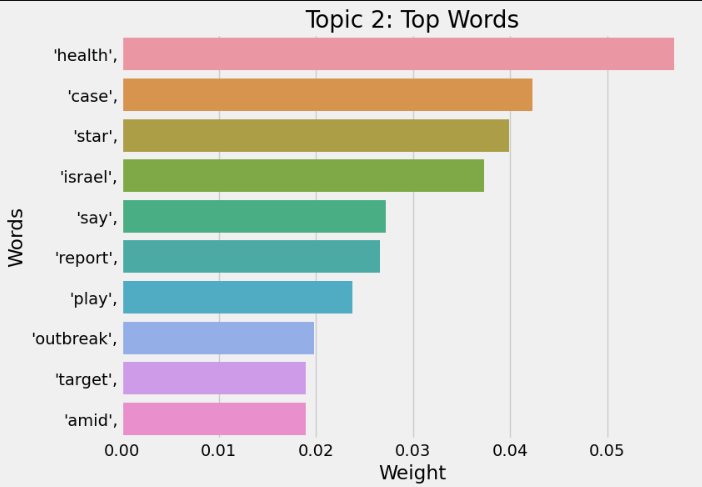 Topic 2: Top Words
'health',
'case',
'star',
'israel',
'say',
'report',
'play',
'outbreak',
'target',
'amid',
Words
0.00 0.01 0.02 0.03 0.04 0.05
Weight